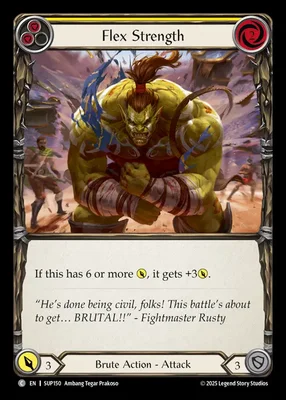 Flex Strength
If this has 6 or more , it gets +3.
"He's done being civil, folks! This battle's about
to get... BRUTAL!!" - Fightmaster Rusty
3
Brute Action - Attack
3
C EN | SUP150 Ambang Tegar Prakoso
© 2025 Legend Story Studios